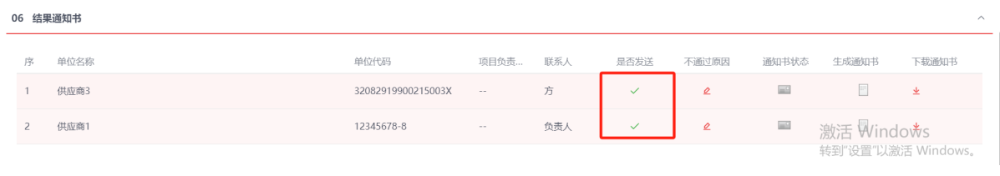 06 结果通知书
序 单位名称 单位代码 项目负责... 联系人 是否发送 不通过原因 通知书状态 生成通知书 下载通知书
1 供应商3 32082919900215003X -- 方
2 供应商1 12345678-8 -- 负责人
激活 Windows
转到"设置"以激活 Windows。